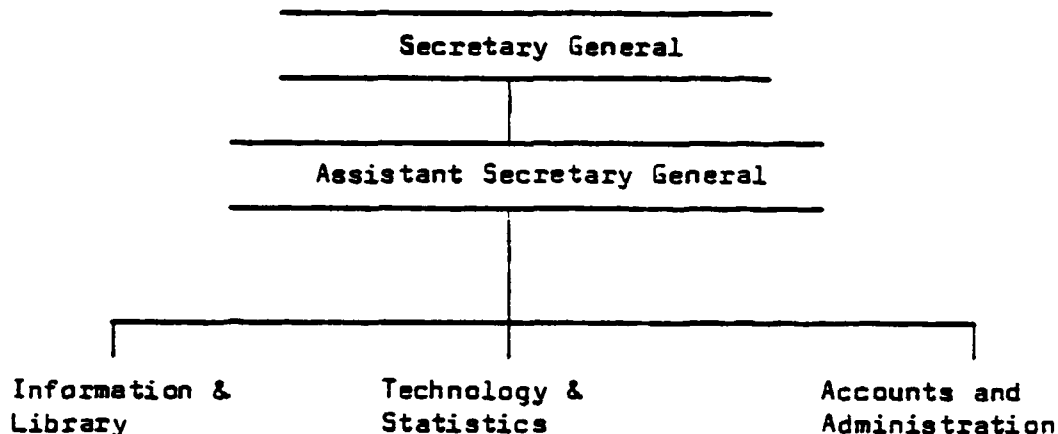 Secretary General
Assistant Secretary General
Information &
Library
Technology &
Statistics
Accounts and
Administration